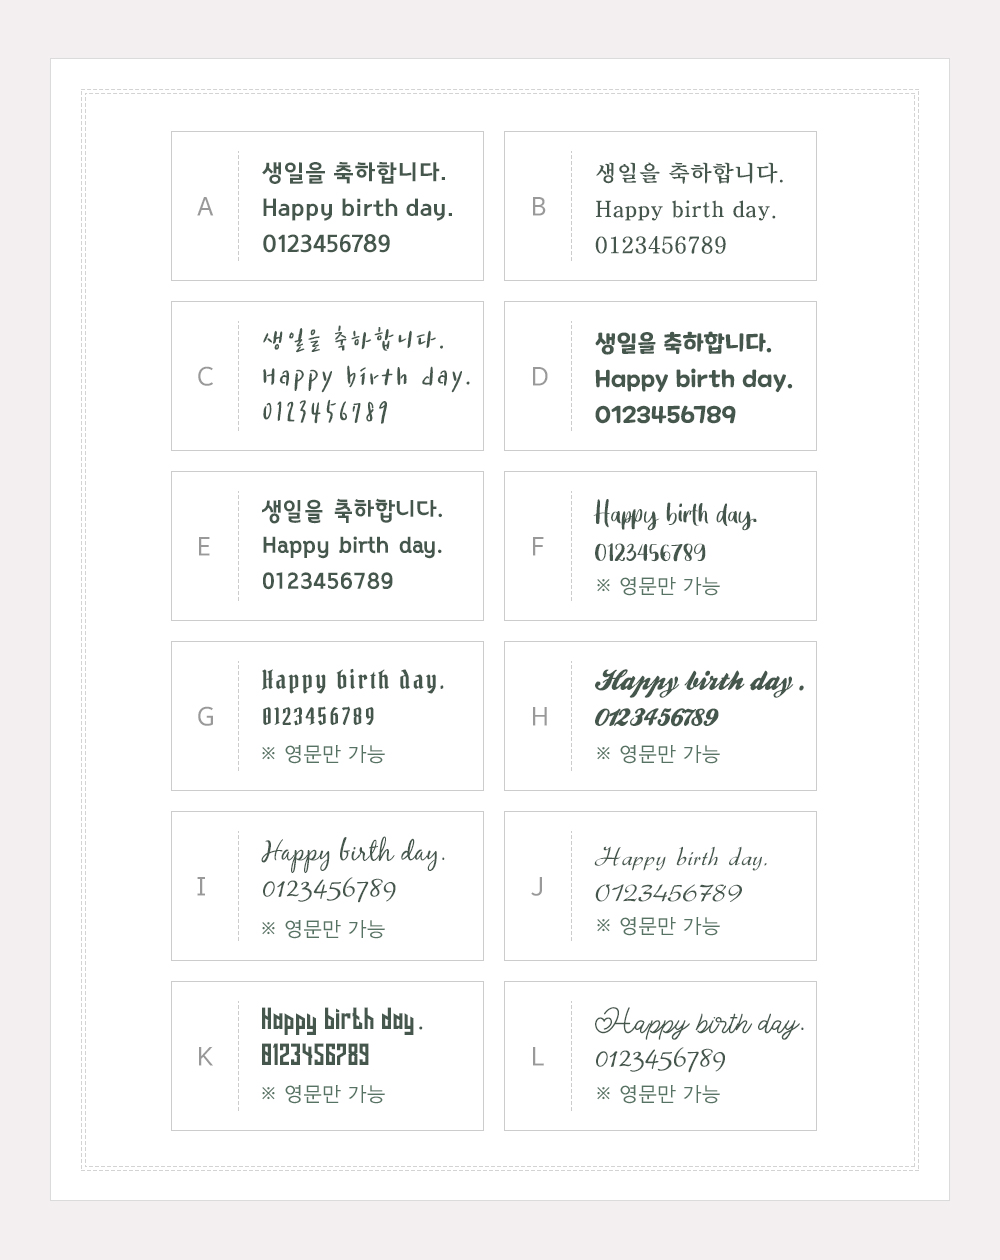 A
생일을 축하합니다.
Happy birth day.
0123456789
B
생일을 축하합니다.
Happy birth day.
0123456789
C
생일을 축하합니다.
Happy birth day.
0123456789
D
생일을 축하합니다.
Happy birth day.
0123456789
E
생일을 축하합니다.
Happy birth day.
0123456789
F
Happy birth day.
0123456789
※ 영문만 가능
G
Happy birth day.
0123456789
※ 영문만 가능
H
Happy birth day .
0123456789
※ 영문만 가능
I
Happy birth day.
0123456789
※ 영문만 가능
J
Happy birth day.
0123456789
※ 영문만 가능
K
Happy birth day .
0123456789
※ 영문만 가능
L
Happy birth day.
0123456789
※ 영문만 가능